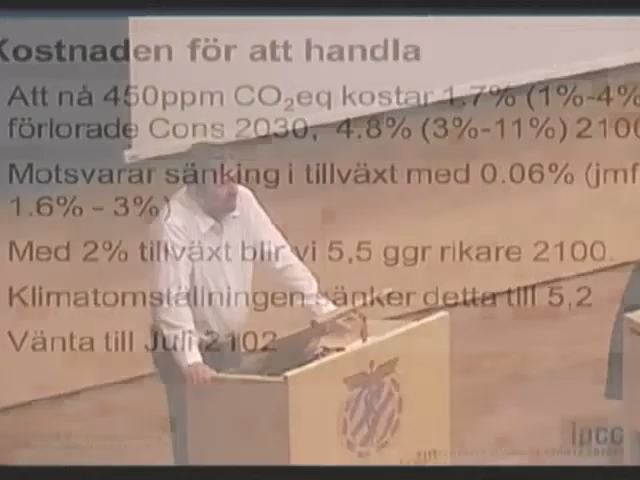 Kostnaden för att handla
Att nå 450ppm CO₂eq kostar 1.7% (1%-4%
förlorade Cons 2030, 4.8% (3%-11%) 2100
Motsvarar sänking i tillväxt med 0.06% (jmf
1.6% - 3%)
Med 2% tillväxt blir vi 5,5 ggr rikare 2100.
Klimatomställningen sänker detta till 5,2
Vänta till Juli 2102
ipcc